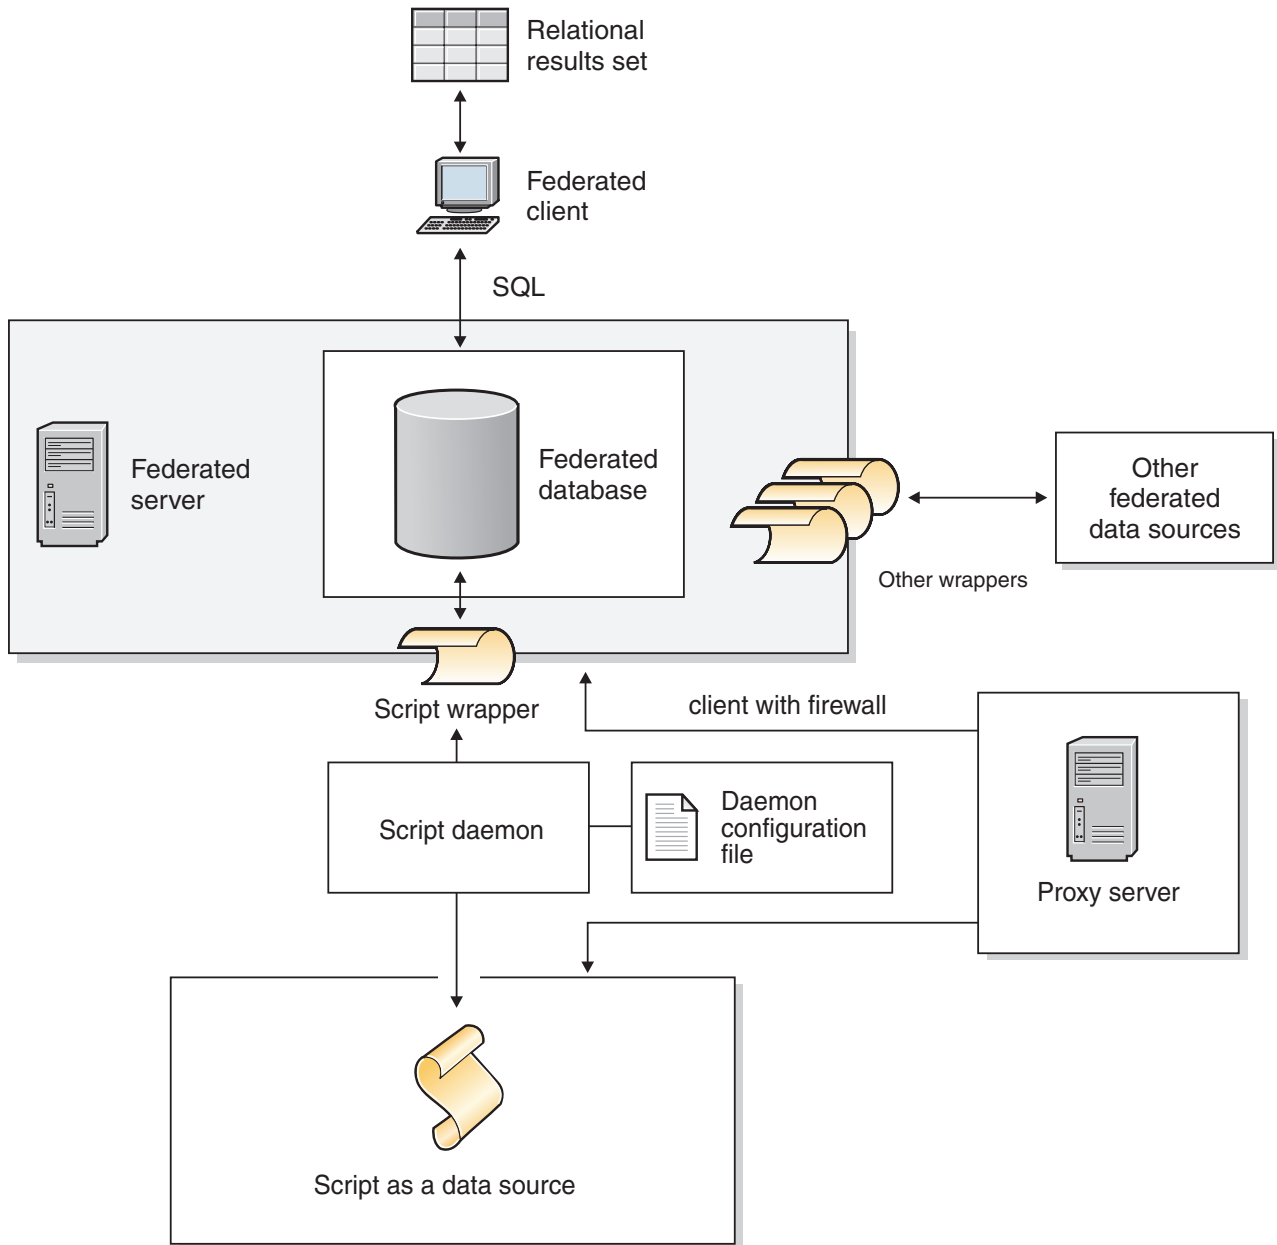 Relational
results set
Federated
client
SQL
Federated
server
Federated
database
Other
federated
data sources
Other wrappers
Script wrapper
client with firewall
Script daemon
Daemon
configuration
file
Proxy server
Script as a data source